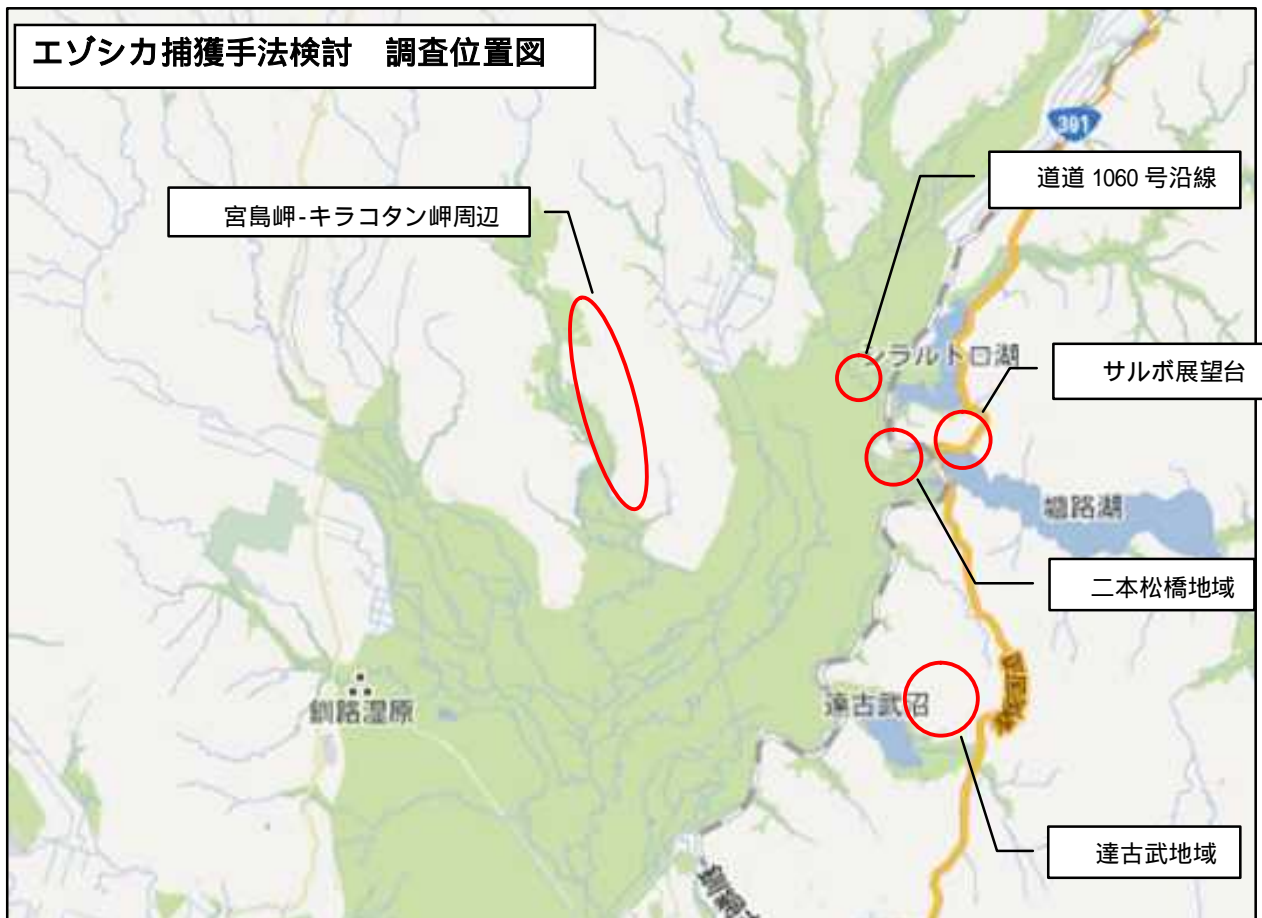 エゾシカ捕獲手法検討　調査位置図
391
道道 1060 号沿線
宮島岬-キラコタン岬周辺
シラルトロ湖
サルボ展望台
塘路湖
二本松橋地域
達古武沼
釧路湿原
達古武地域